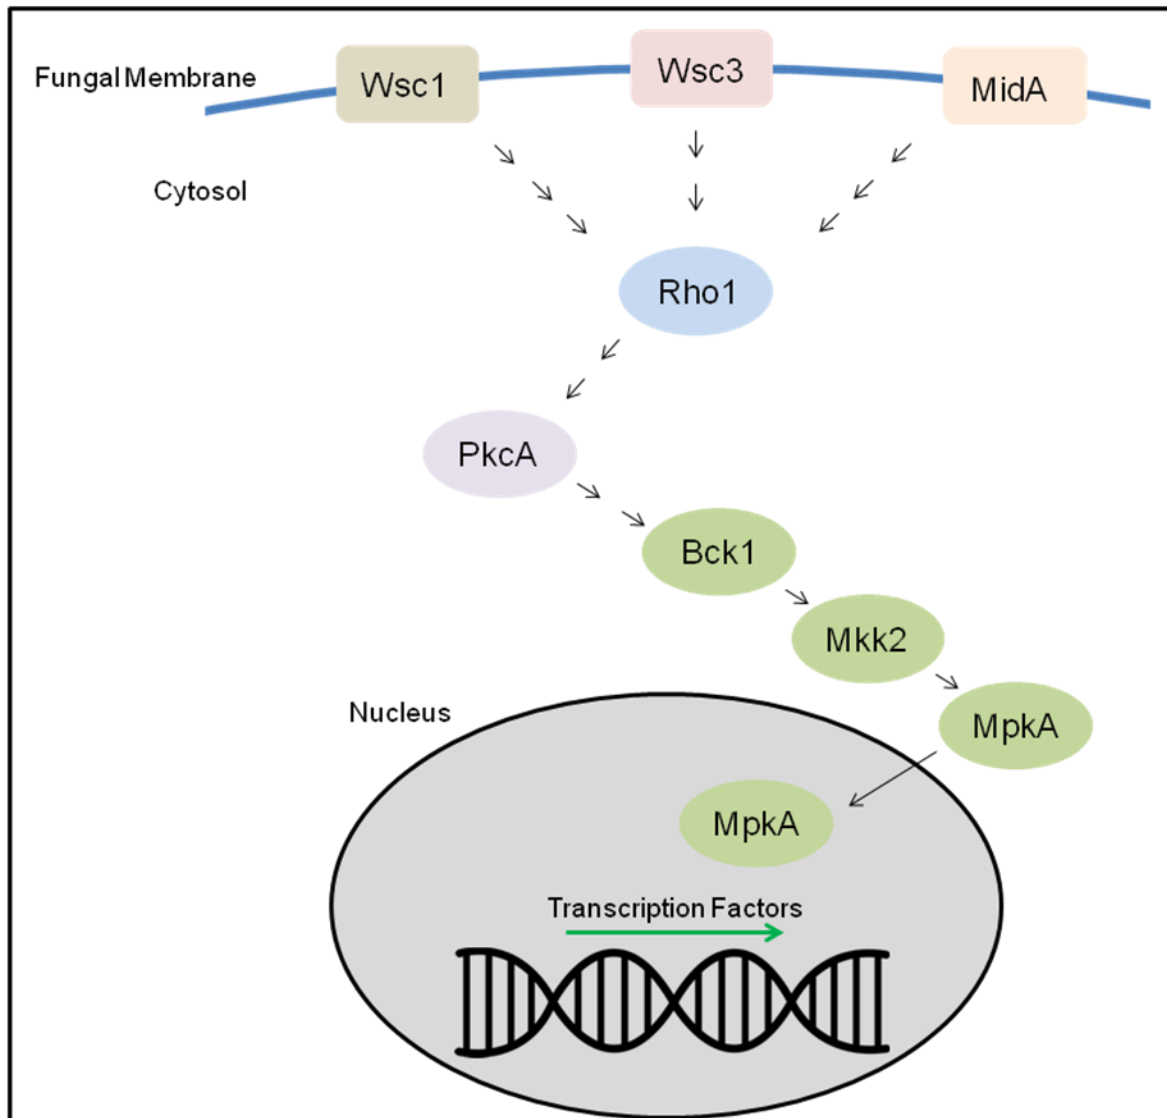 Fungal Membrane
Wsc1
Wsc3
MidA
Cytosol
Rho1
PkcA
Bck1
Mkk2
MpkA
Nucleus
MpkA
Transcription Factors